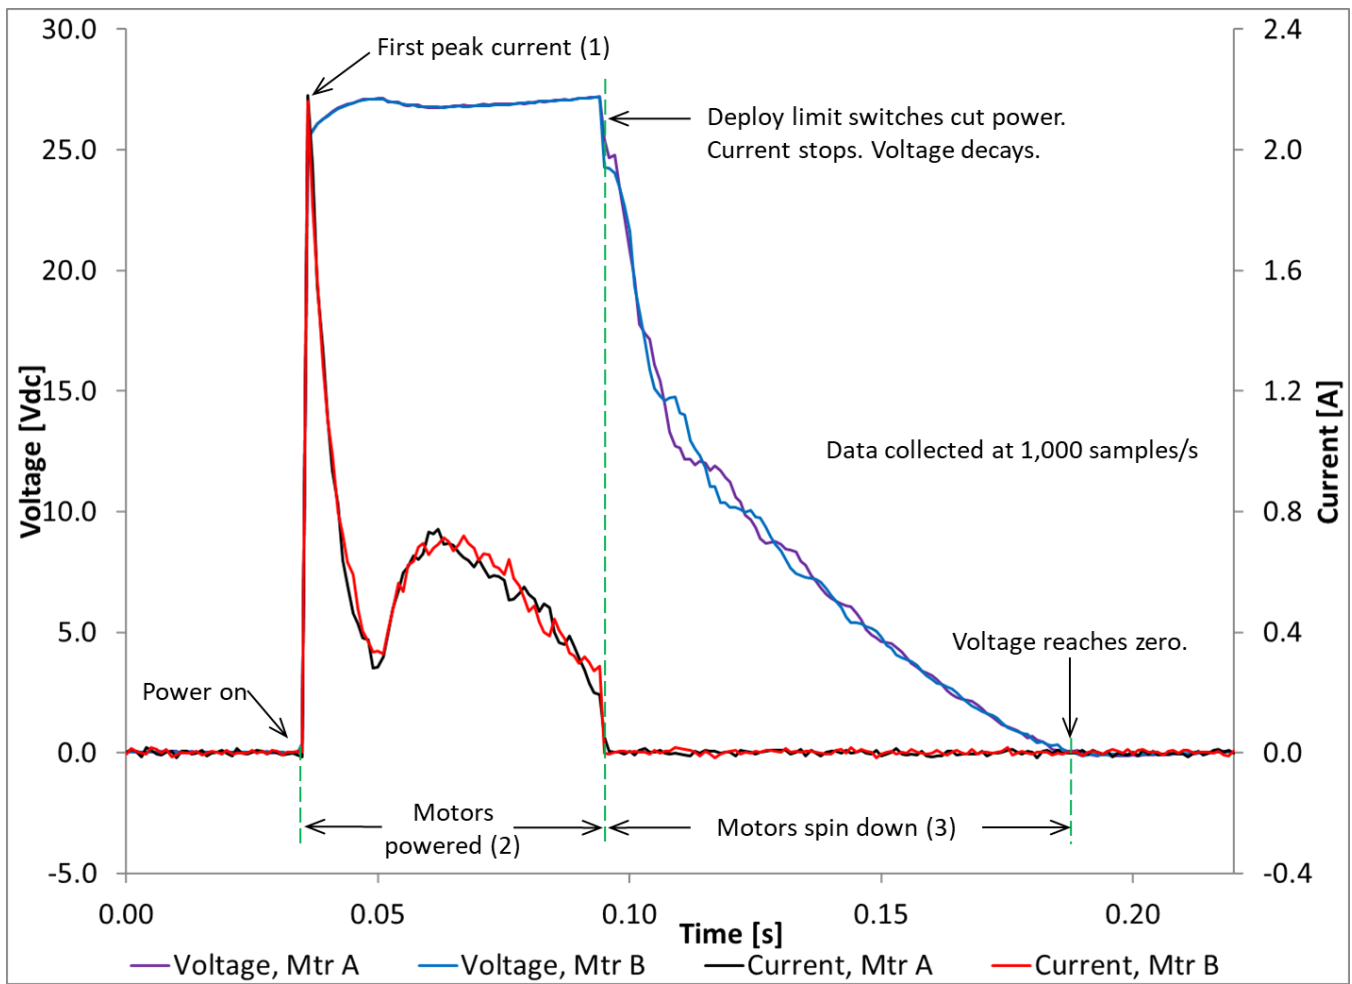 30.0
25.0
20.0
15.0
10.0
5.0
0.0
-5.0
Voltage [Vdc]
First peak current (1)
Deploy limit switches cut power.
Current stops. Voltage decays.
Data collected at 1,000 samples/s
Voltage reaches zero.
Power on
Motors
powered (2)
Motors spin down (3)
2.4
2.0
1.6
1.2
0.8
0.4
0.0
-0.4
Current [A]
0.00
0.05
0.10
0.15
0.20
Time [s]
Voltage, Mtr A
Voltage, Mtr B
Current, Mtr A
Current, Mtr B